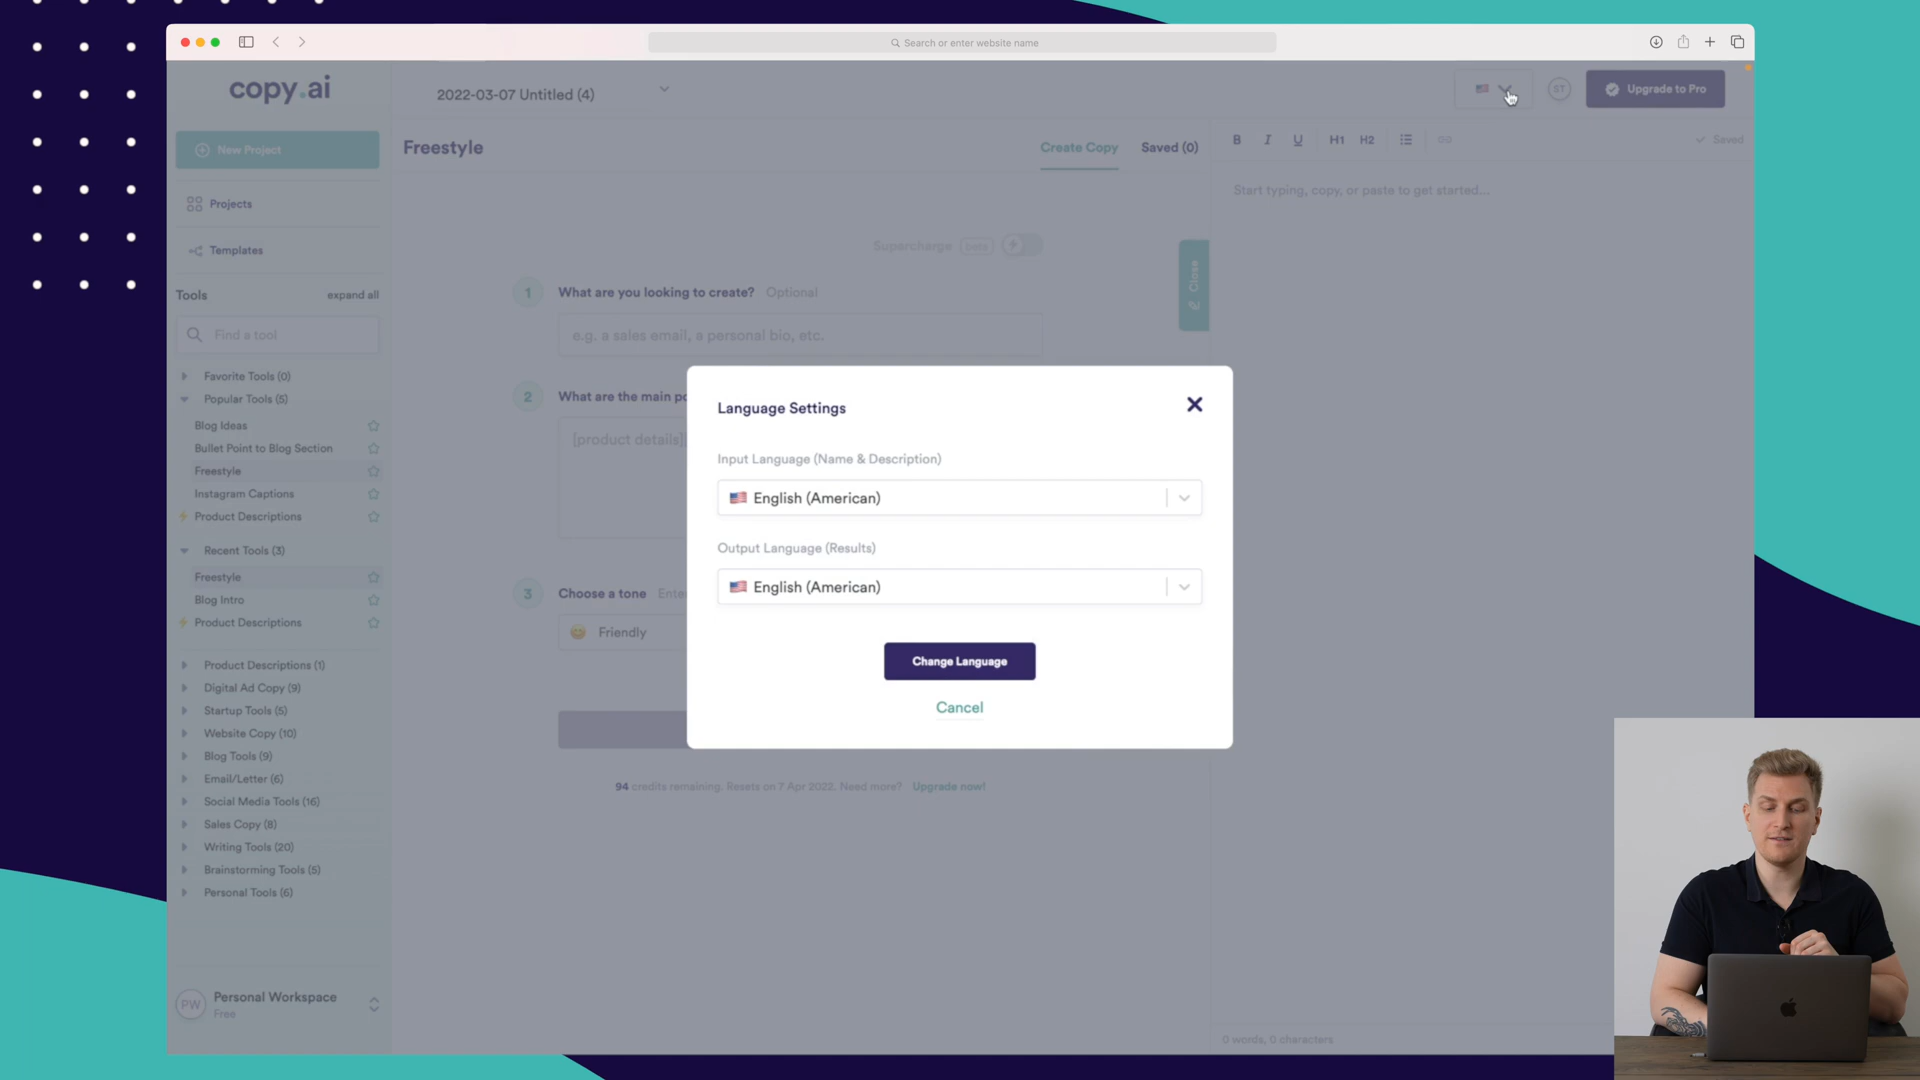 Search or enter website name
copy.ai
2022-03-07 Untitled (4)
ST
Upgrade to Pro
New Project
Freestyle
Create Copy
Saved (0)
B I U H1 H2
Saved
Start typing, copy, or paste to get started...
Projects
Templates
Supercharge beta
Close
Tools
expand all
Find a tool
1
What are you looking to create? Optional
e.g. a sales email, a personal bio, etc.
Favorite Tools (0)
Popular Tools (5)
Blog Ideas
Bullet Point to Blog Section
Freestyle
Instagram Captions
Product Descriptions
Recent Tools (3)
Freestyle
Blog Intro
Product Descriptions
Product Descriptions (1)
Digital Ad Copy (9)
Startup Tools (5)
Website Copy (10)
Blog Tools (9)
Email/Letter (6)
Social Media Tools (16)
Sales Copy (8)
Writing Tools (20)
Brainstorming Tools (5)
Personal Tools (6)
2
What are the main
[product details]
3
Choose a tone
Friendly
Language Settings
Input Language (Name & Description)
English (American)
Output Language (Results)
English (American)
Change Language
Cancel
94 credits remaining. Resets on 7 Apr 2022. Need more? Upgrade now!
PW
Personal Workspace
Free
0 words, 0 characters